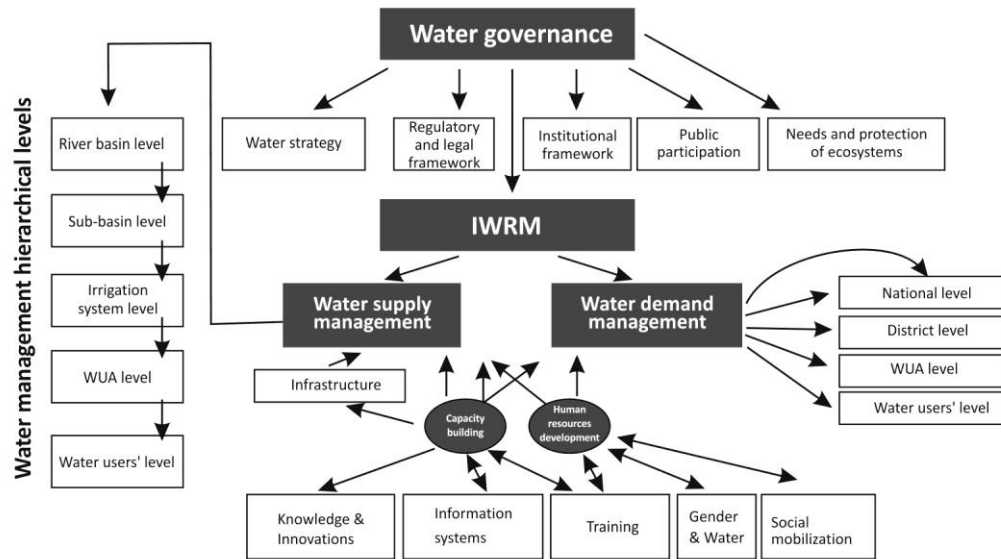 Water governance
Water management hierarchical levels
River basin level
Sub-basin level
Irrigation
system level
WUA level
Water users' level
Water strategy
Regulatory
and legal
framework
Institutional
framework
Public
participation
Needs and protection
of ecosystems
IWRM
Water supply
management
Water demand
management
National level
District level
WUA level
Water users' level
Infrastructure
Capacity
building
Human
resources
development
Knowledge &
Innovations
Information
systems
Training
Gender
& Water
Social
mobilization